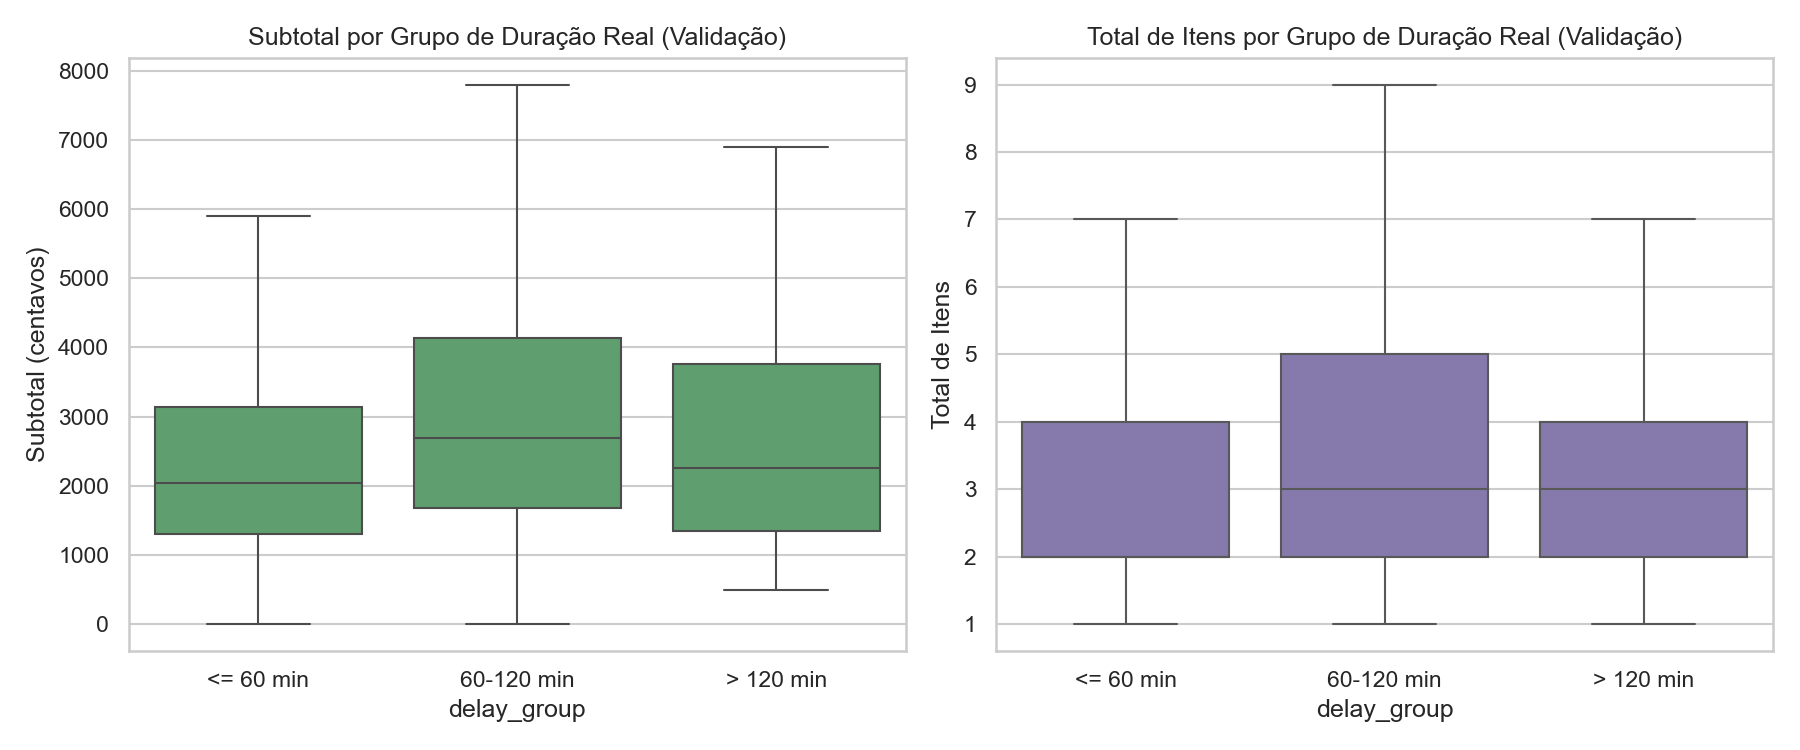 Subtotal por Grupo de Duração Real (Validação)
8000
7000
6000
5000
4000
3000
2000
1000
0
Subtotal (centavos)
<= 60 min
60-120 min
> 120 min
delay_group
Total de Itens por Grupo de Duração Real (Validação)
9
8
7
6
5
4
3
2
1
Total de Itens
<= 60 min
60-120 min
> 120 min
delay_group